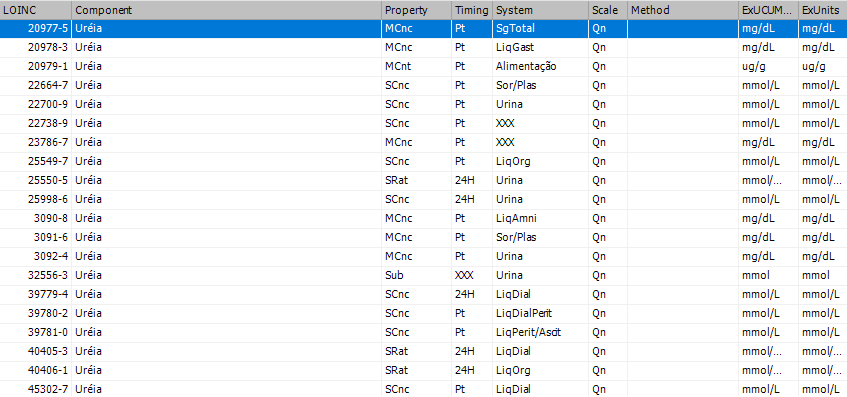 LOINC Component Property Timing System Scale Method ExUCUM... ExUnits
20977-5 Uréia MCnc Pt SgTotal Qn mg/dL mg/dL
20978-3 Uréia MCnc Pt LiqGast Qn mg/dL mg/dL
20979-1 Uréia MCnt Pt Alimentação Qn ug/g ug/g
22664-7 Uréia SCnc Pt Sor/Plas Qn mmol/L mmol/L
22700-9 Uréia SCnc Pt Urina Qn mmol/L mmol/L
22738-9 Uréia SCnc Pt XXX Qn mmol/L mmol/L
23786-7 Uréia MCnc Pt XXX Qn mg/dL mg/dL
25549-7 Uréia SCnc Pt LiqOrg Qn mmol/L mmol/L
25550-5 Uréia SRat 24H Urina Qn mmol/... mmol/...
25998-6 Uréia SCnc 24H Urina Qn mmol/L mmol/L
3090-8 Uréia MCnc Pt LiqAmni Qn mg/dL mg/dL
3091-6 Uréia MCnc Pt Sor/Plas Qn mg/dL mg/dL
3092-4 Uréia MCnc Pt Urina Qn mg/dL mg/dL
32556-3 Uréia Sub XXX Urina Qn mmol mmol
39779-4 Uréia SCnc 24H LiqDial Qn mmol/L mmol/L
39780-2 Uréia SCnc Pt LiqDialPerit Qn mmol/L mmol/L
39781-0 Uréia SCnc Pt LiqPerit/Ascit Qn mmol/L mmol/L
40405-3 Uréia SRat 24H LiqDial Qn mmol/... mmol/...
40406-1 Uréia SRat 24H LiqOrg Qn mmol/... mmol/...
45302-7 Uréia SCnc Pt LiqDial Qn mmol/L mmol/L